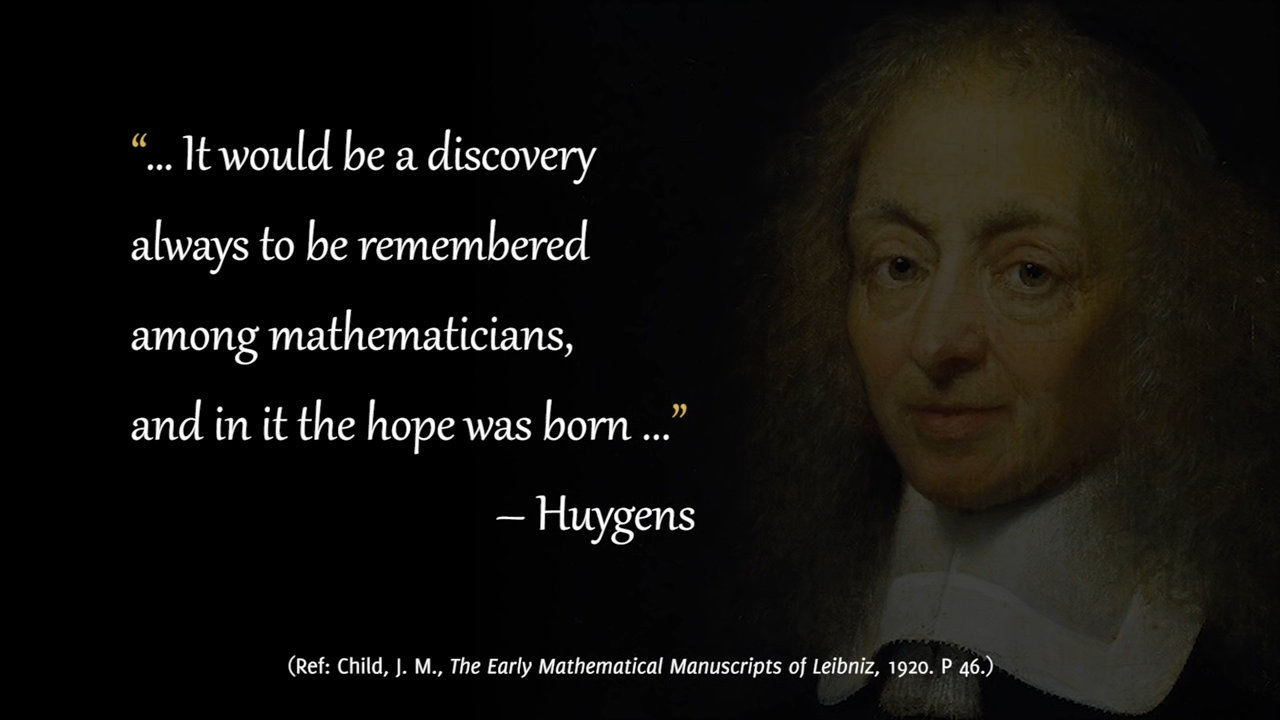 “... It would be a discovery
always to be remembered
among mathematicians,
and in it the hope was born ...”
– Huygens
(Ref: Child, J. M., The Early Mathematical Manuscripts of Leibniz, 1920. P 46.)